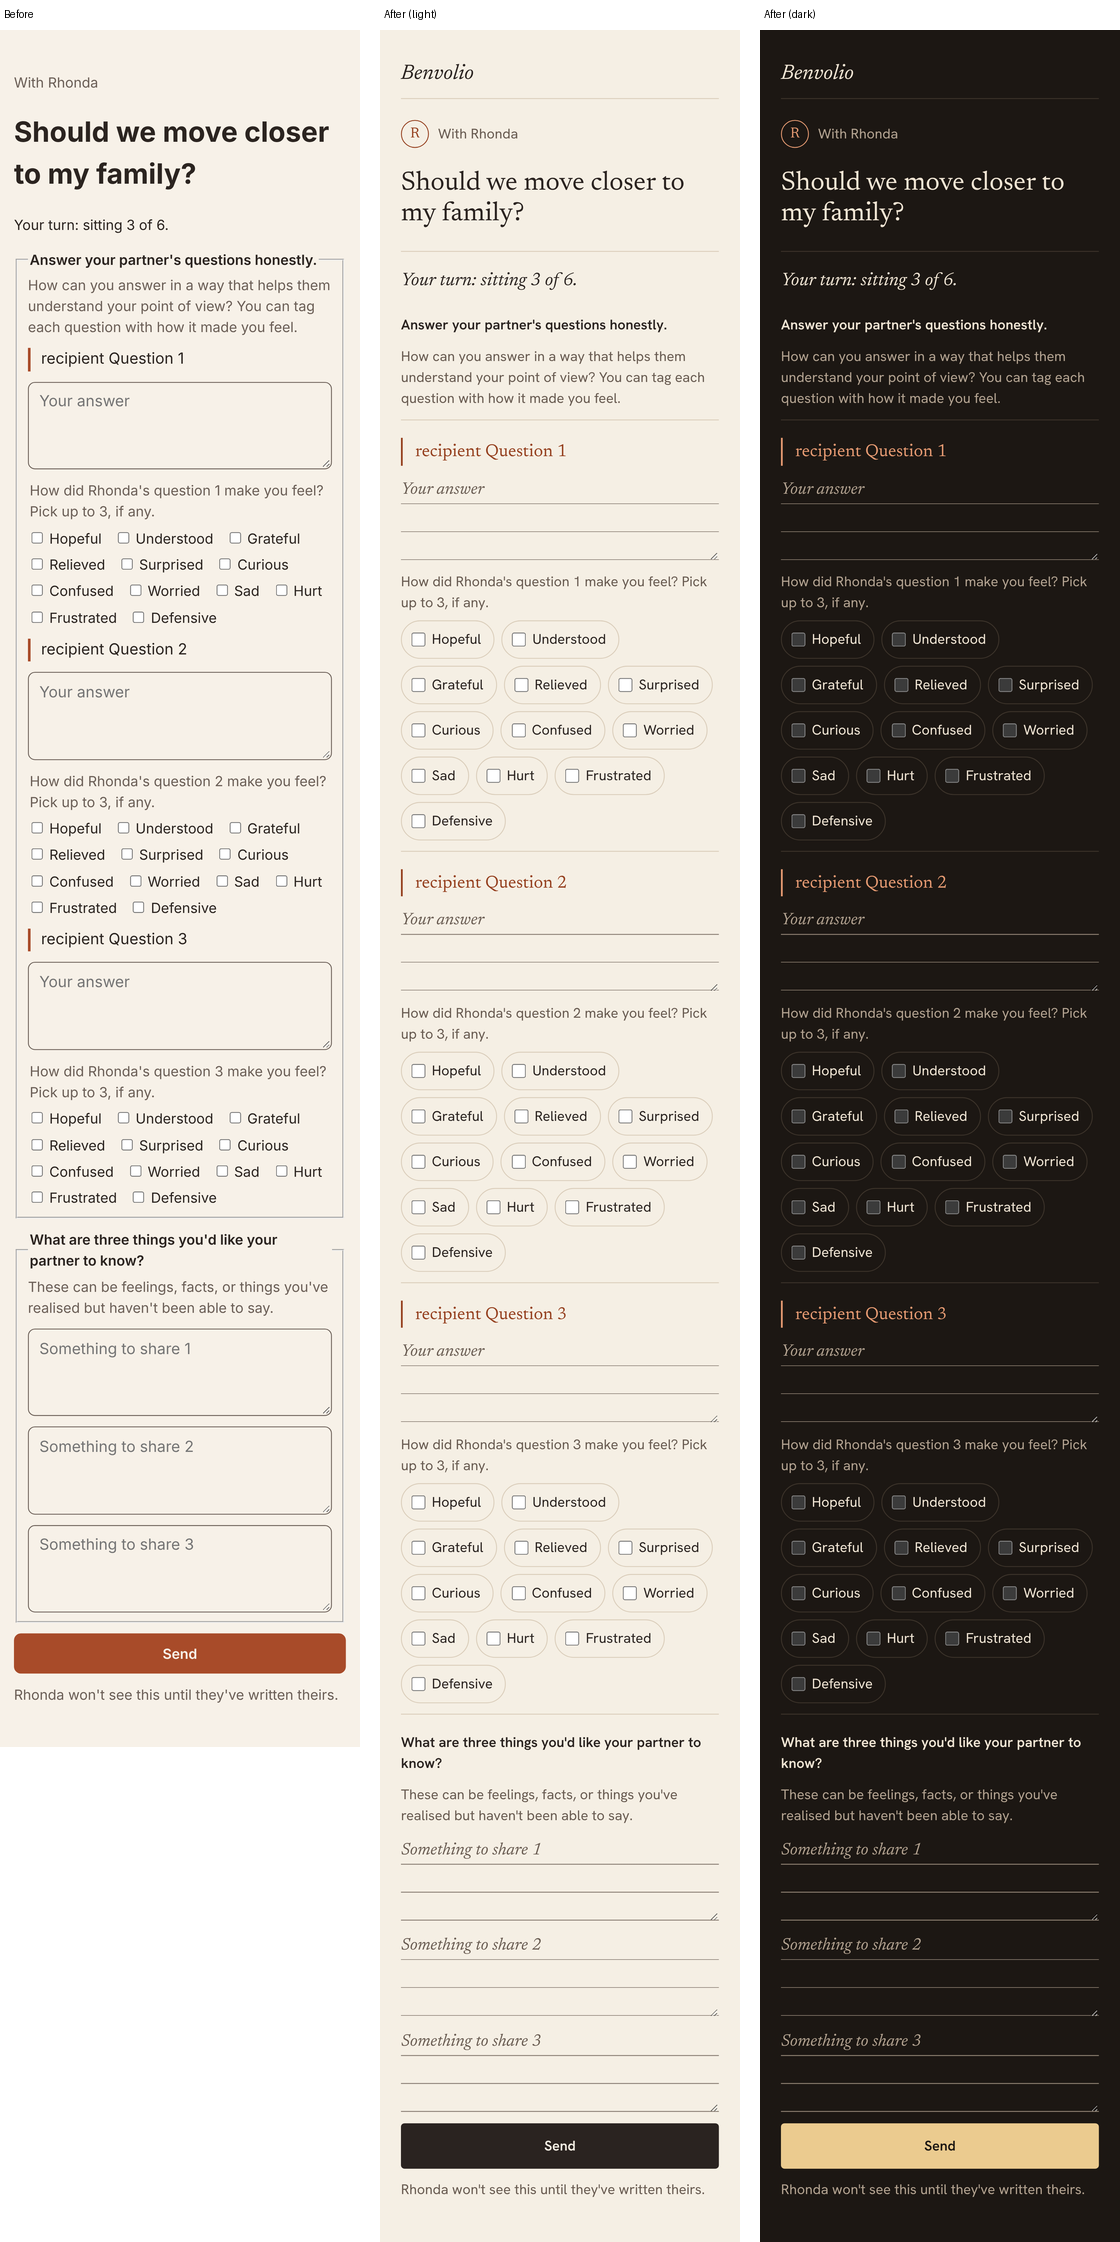 Before
With Rhonda
Should we move closer
to my family?
Your turn: sitting 3 of 6.
Answer your partner's questions honestly.
How can you answer in a way that helps them
understand your point of view? You can tag
each question with how it made you feel.
recipient Question 1
Your answer
How did Rhonda's question 1 make you feel?
Pick up to 3, if any.
Hopeful Understood Grateful
Relieved Surprised Curious
Confused Worried Sad Hurt
Frustrated Defensive
recipient Question 2
Your answer
How did Rhonda's question 2 make you feel?
Pick up to 3, if any.
Hopeful Understood Grateful
Relieved Surprised Curious
Confused Worried Sad Hurt
Frustrated Defensive
recipient Question 3
Your answer
How did Rhonda's question 3 make you feel?
Pick up to 3, if any.
Hopeful Understood Grateful
Relieved Surprised Curious
Confused Worried Sad Hurt
Frustrated Defensive
What are three things you'd like your
partner to know?
These can be feelings, facts, or things you've
realised but haven't been able to say.
Something to share 1
Something to share 2
Something to share 3
Send
Rhonda won't see this until they've written theirs.
After (light)
Benvolio
R With Rhonda
Should we move closer to
my family?
Your turn: sitting 3 of 6.
Answer your partner's questions honestly.
How can you answer in a way that helps them
understand your point of view? You can tag each
question with how it made you feel.
recipient Question 1
Your answer
How did Rhonda's question 1 make you feel? Pick
up to 3, if any.
Hopeful Understood
Grateful Relieved Surprised
Curious Confused Worried
Sad Hurt Frustrated
Defensive
recipient Question 2
Your answer
How did Rhonda's question 2 make you feel? Pick
up to 3, if any.
Hopeful Understood
Grateful Relieved Surprised
Curious Confused Worried
Sad Hurt Frustrated
Defensive
recipient Question 3
Your answer
How did Rhonda's question 3 make you feel? Pick
up to 3, if any.
Hopeful Understood
Grateful Relieved Surprised
Curious Confused Worried
Sad Hurt Frustrated
Defensive
What are three things you'd like your partner to
know?
These can be feelings, facts, or things you've
realised but haven't been able to say.
Something to share 1
Something to share 2
Something to share 3
Send
Rhonda won't see this until they've written theirs.
After (dark)
Benvolio
R With Rhonda
Should we move closer to
my family?
Your turn: sitting 3 of 6.
Answer your partner's questions honestly.
How can you answer in a way that helps them
understand your point of view? You can tag each
question with how it made you feel.
recipient Question 1
Your answer
How did Rhonda's question 1 make you feel? Pick
up to 3, if any.
Hopeful Understood
Grateful Relieved Surprised
Curious Confused Worried
Sad Hurt Frustrated
Defensive
recipient Question 2
Your answer
How did Rhonda's question 2 make you feel? Pick
up to 3, if any.
Hopeful Understood
Grateful Relieved Surprised
Curious Confused Worried
Sad Hurt Frustrated
Defensive
recipient Question 3
Your answer
How did Rhonda's question 3 make you feel? Pick
up to 3, if any.
Hopeful Understood
Grateful Relieved Surprised
Curious Confused Worried
Sad Hurt Frustrated
Defensive
What are three things you'd like your partner to
know?
These can be feelings, facts, or things you've
realised but haven't been able to say.
Something to share 1
Something to share 2
Something to share 3
Send
Rhonda won't see this until they've written theirs.